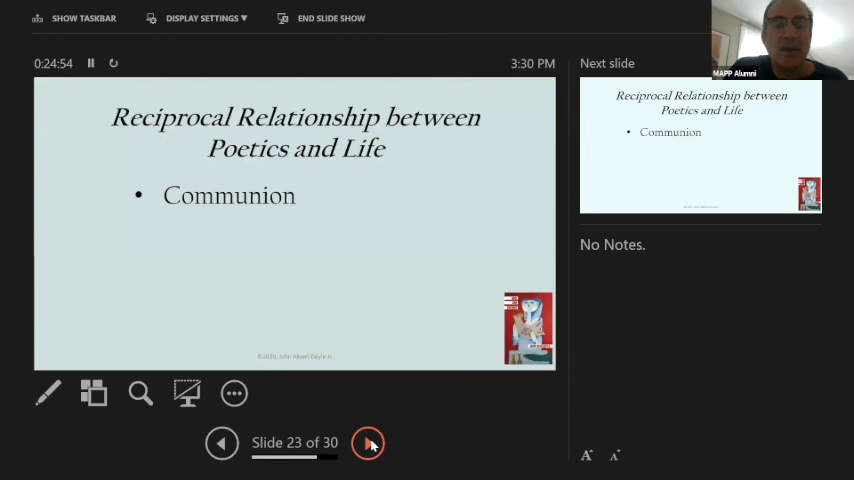 SHOW TASKBAR
DISPLAY SETTINGS ▼
END SLIDE SHOW
0:24:54
3:30 PM
Next slide
MAPP Alumni
Reciprocal Relationship between
Poetics and Life
• Communion
Reciprocal Relationship between
Poetics and Life
• Communion
No Notes.
Slide 23 of 30
A
A